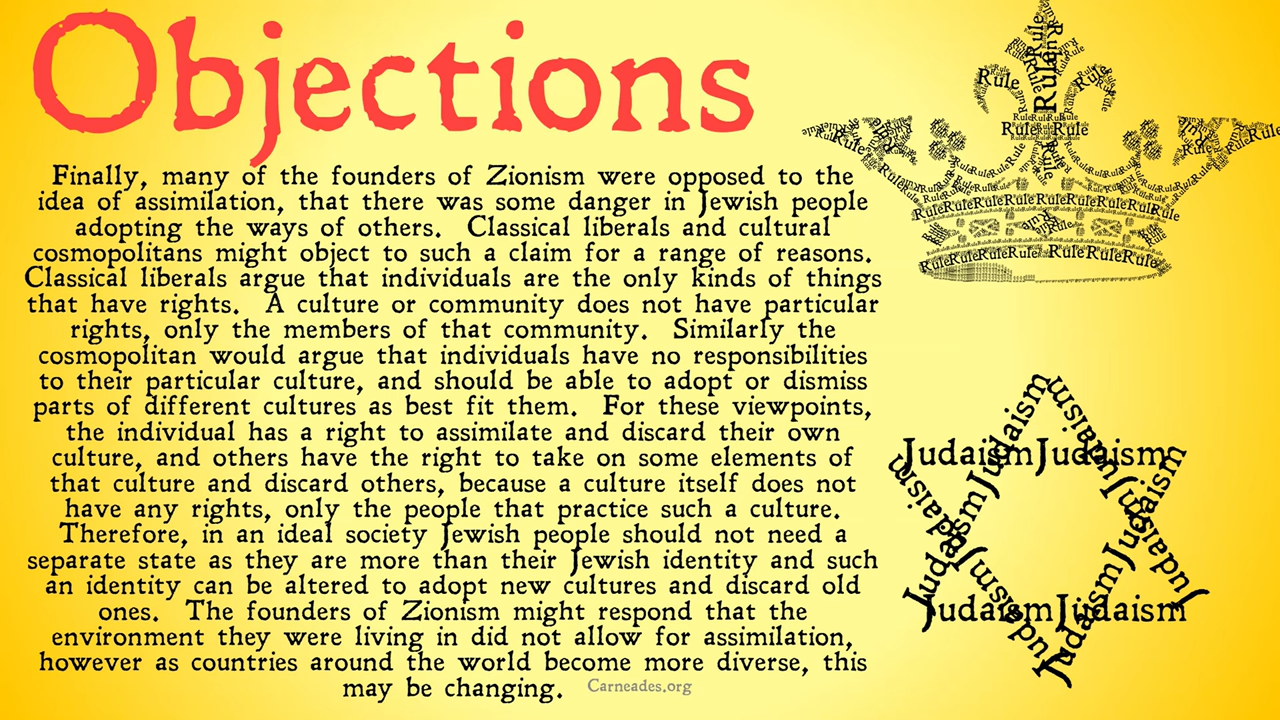 Objections
Finally, many of the founders of Zionism were opposed to the
idea of assimilation, that there was some danger in Jewish people
adopting the ways of others. Classical liberals and cultural
cosmopolitans might object to such a claim for a range of reasons.
Classical liberals argue that individuals are the only kinds of things
that have rights. A culture or community does not have particular
rights, only the members of that community. Similarly the
cosmopolitan would argue that individuals have no responsibilities
to their particular culture, and should be able to adopt or dismiss
parts of different cultures as best fit them. For these viewpoints,
the individual has a right to assimilate and discard their own
culture, and others have the right to take on some elements of
that culture and discard others, because a culture itself does not
have any rights, only the people that practice such a culture.
Therefore, in an ideal society Jewish people should not need a
separate state as they are more than their Jewish identity and such
an identity can be altered to adopt new cultures and discard old
ones. The founders of Zionism might respond that the
environment they were living in did not allow for assimilation,
however as countries around the world become more diverse, this
may be changing.
Carneades.org
Rule
Rule
Rule
RuleRuleRule
RuleRuleRuleRuleRuleRuleRuleRule
RuleRuleRuleRuleRuleRuleRule
JudaismJudaism
Judaism
Judaism
Judaism
Judaism
Judaism
Judaism
Judaism
Judaism
JudaismJudaism